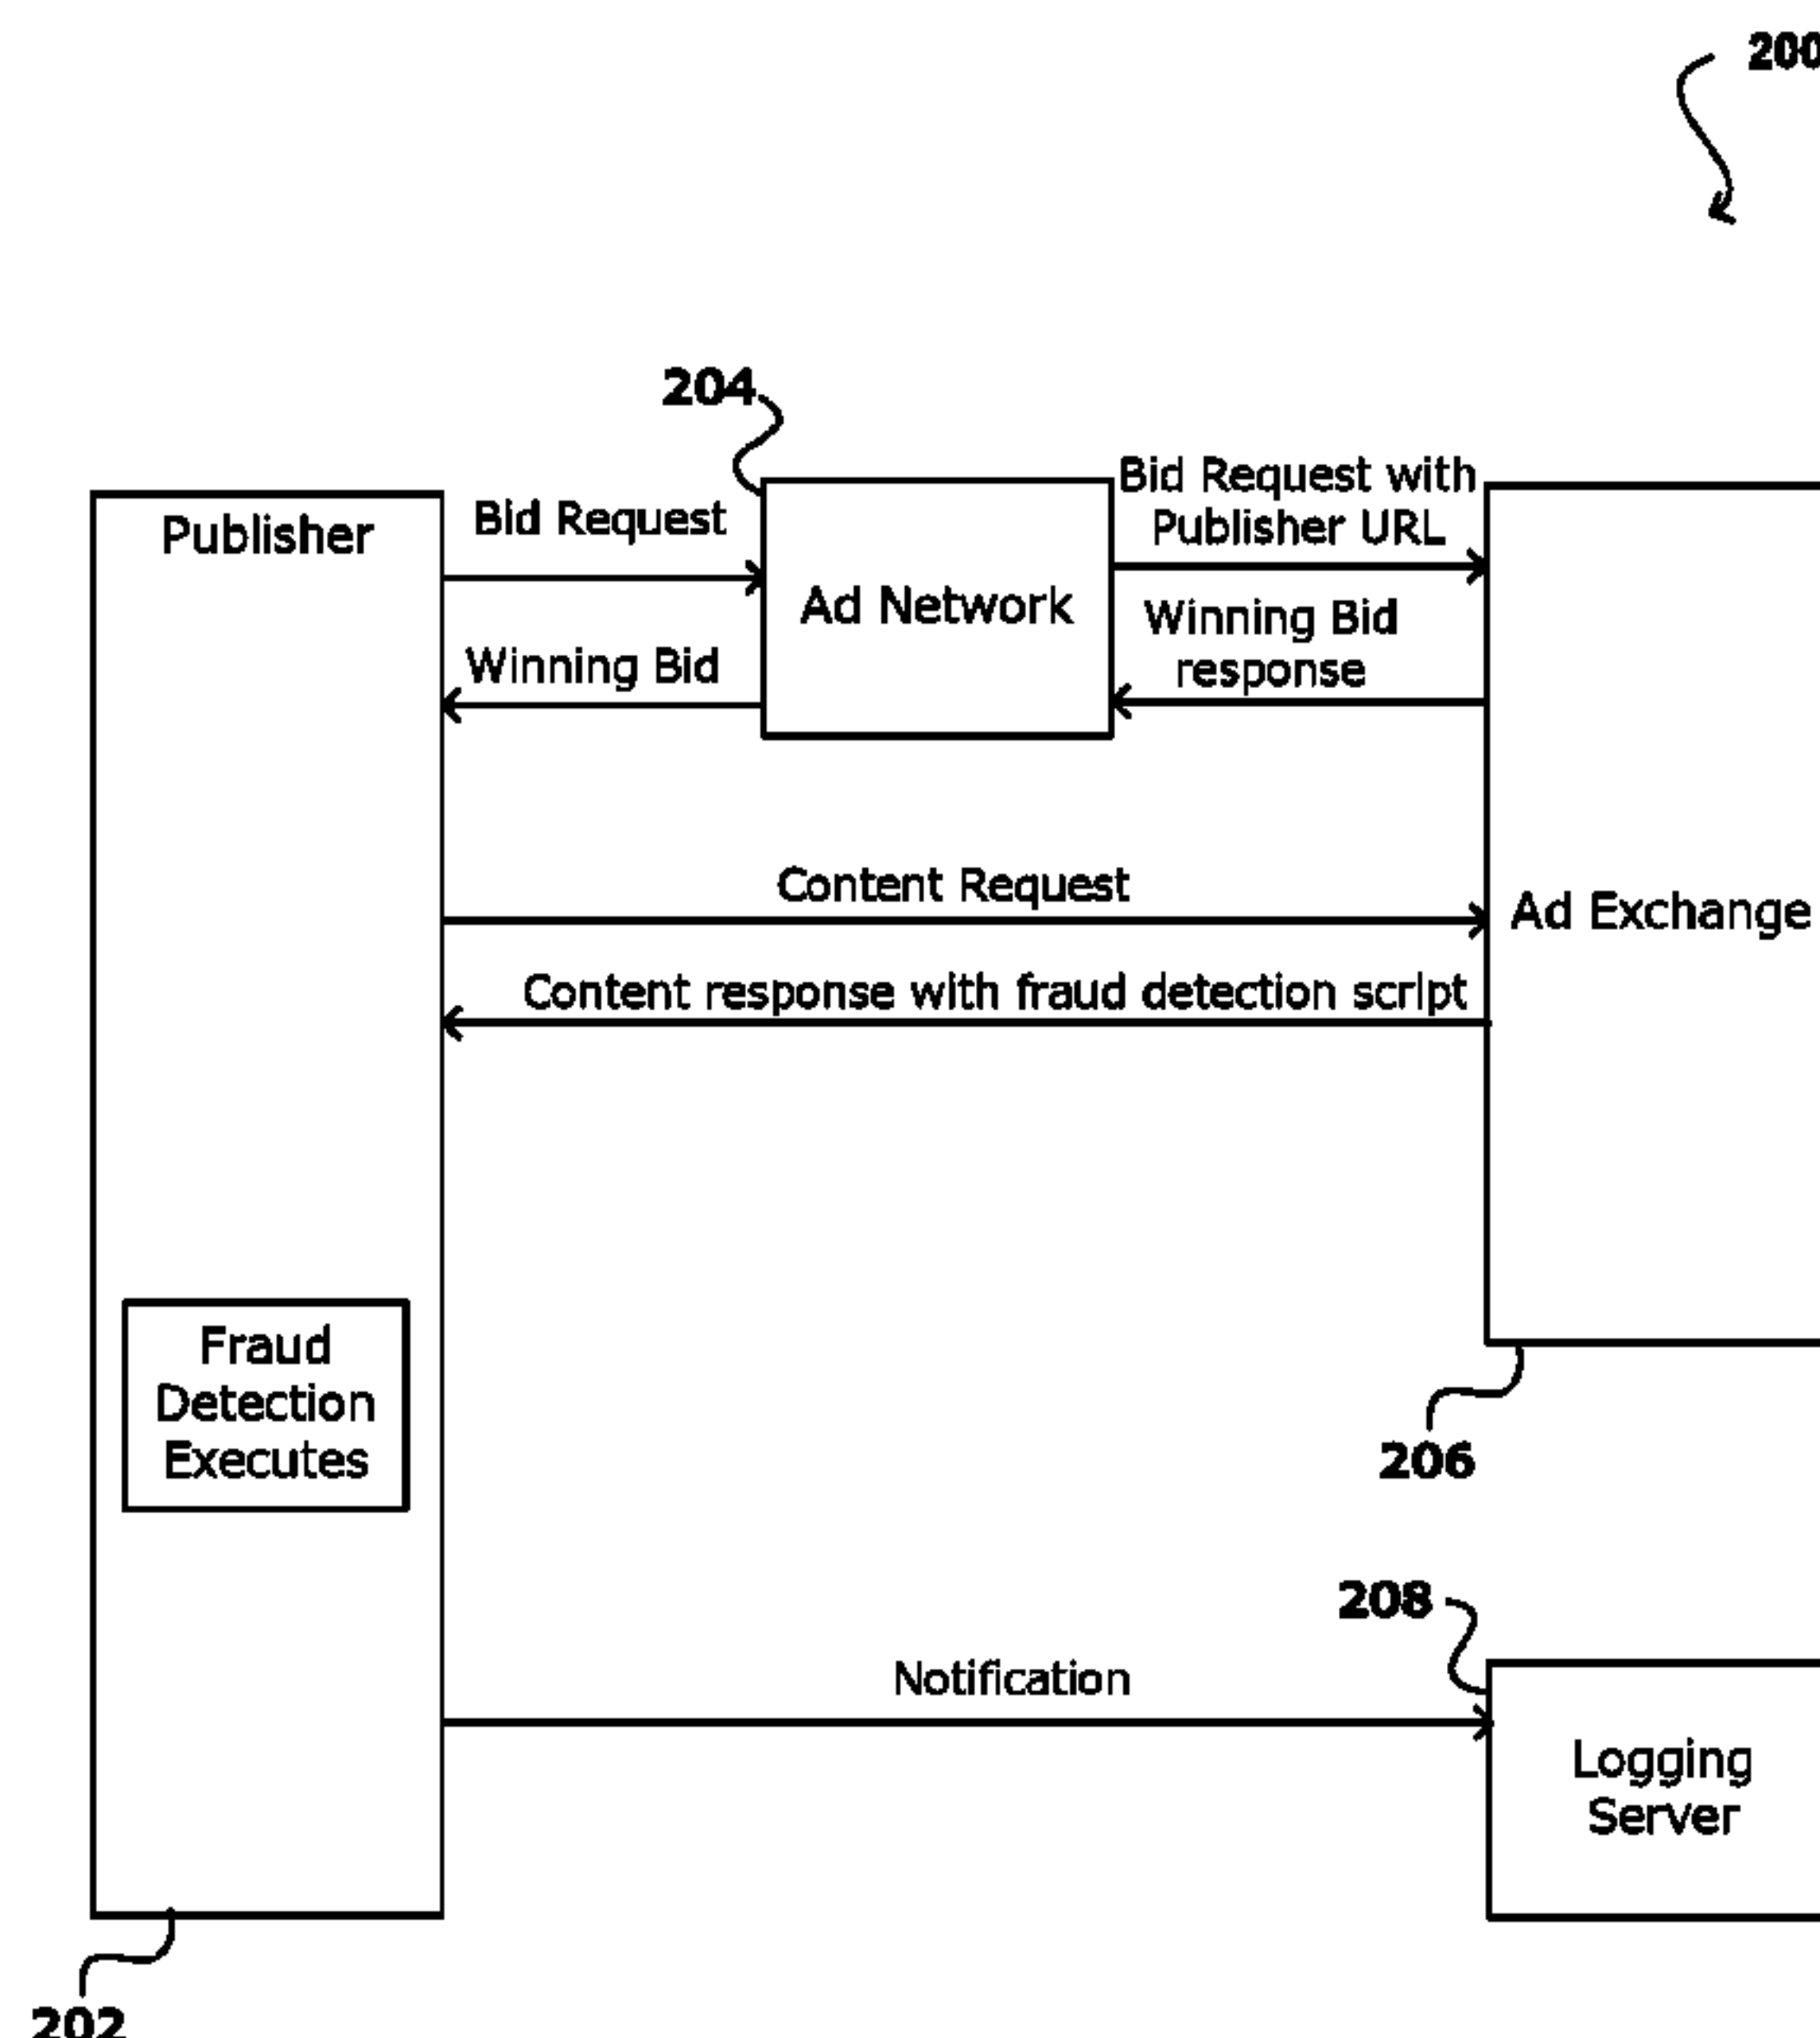 200
204
Bid Request with
Publisher URL
Publisher
Bid Request
Ad Network
Winning Bid
response
Winning Bid
Content Request
Ad Exchange
Content response with fraud detection script
Fraud
Detection
Executes
206
208
Notification
Logging
Server
202